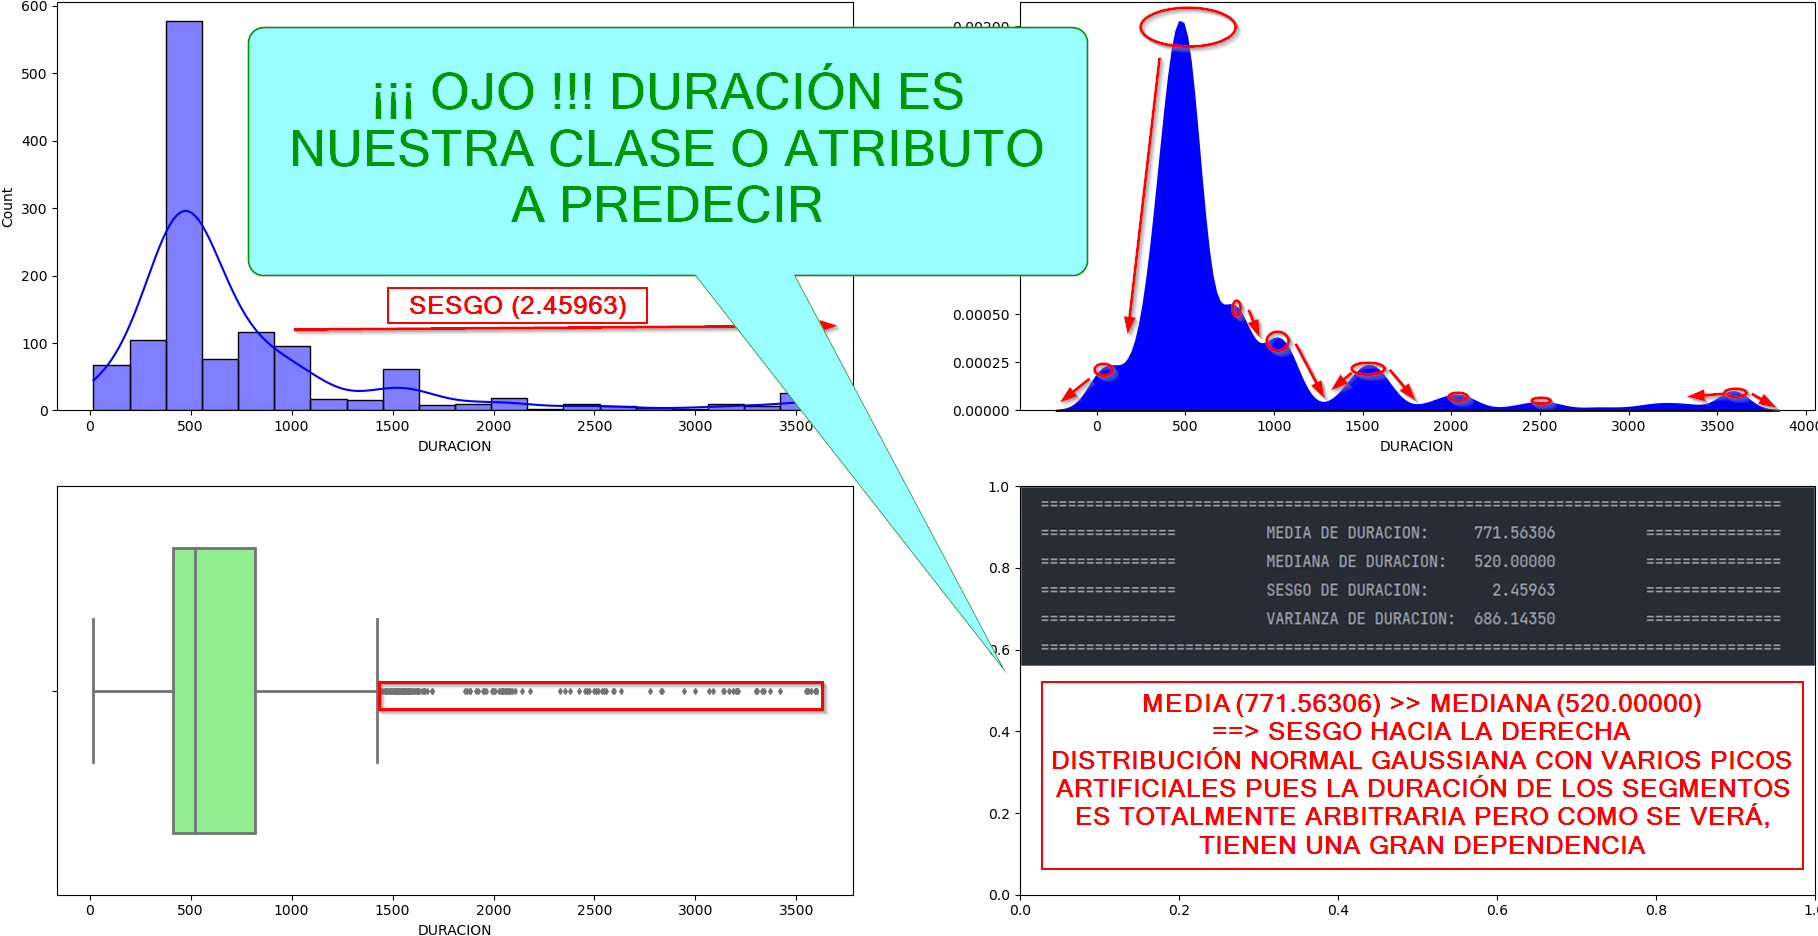 600
500
400
300
200
100
0
Count
0 500 1000 1500 2000 2500 3000 3500
DURACION
SESGO (2.45963)
¡¡¡ OJO !!! DURACIÓN ES
NUESTRA CLASE O ATRIBUTO
A PREDECIR
0.00050
0.00025
0.00000
0 500 1000 1500 2000 2500 3000 3500 4000
DURACION
0 500 1000 1500 2000 2500 3000 3500
DURACION
1.0
0.8
0.6
0.4
0.2
0.0
==================================================================================
=============== MEDIA DE DURACION: 771.56306 ===============
=============== MEDIANA DE DURACION: 520.00000 ===============
=============== SESGO DE DURACION: 2.45963 ===============
=============== VARIANZA DE DURACION: 686.14350 ===============
==================================================================================
MEDIA (771.56306) >> MEDIANA (520.00000)
==> SESGO HACIA LA DERECHA
DISTRIBUCIÓN NORMAL GAUSSIANA CON VARIOS PICOS
ARTIFICIALES PUES LA DURACIÓN DE LOS SEGMENTOS
ES TOTALMENTE ARBITRARIA PERO COMO SE VERÁ,
TIENEN UNA GRAN DEPENDENCIA
0.0 0.2 0.4 0.6 0.8